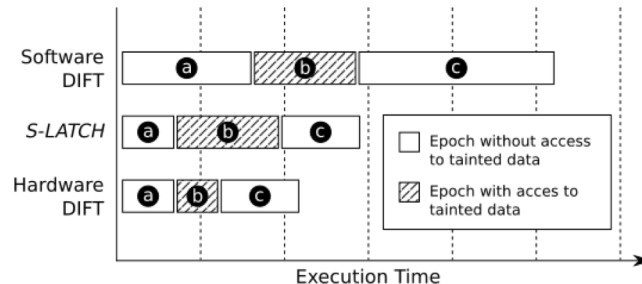 Software
DIFT
a
b
c
S-LATCH
a
b
c
Hardware
DIFT
a
b
c
Epoch without access
to tainted data
Epoch with acces to
tainted data
Execution Time